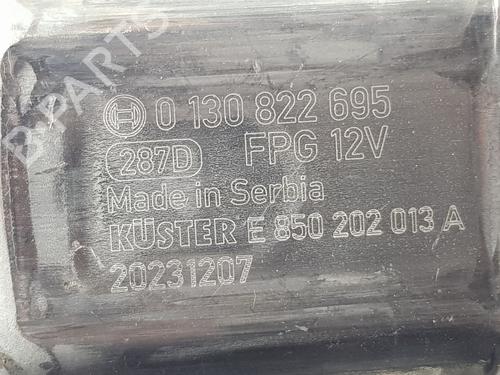 0 130 822 695
287D FPG 12V
Made in Serbia
KÜSTER E 850 202 013 A
20231207
B-PARTS